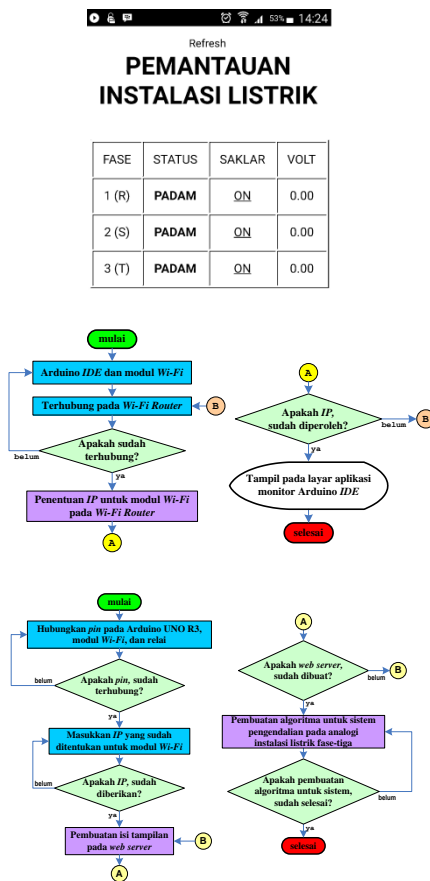 53% 14:24
Refresh
PEMANTAUAN
INSTALASI LISTRIK
FASE STATUS SAKLAR VOLT
1 (R) PADAM ON 0.00
2 (S) PADAM ON 0.00
3 (T) PADAM ON 0.00
mulai
Arduino IDE dan modul Wi-Fi
Terhubung pada Wi-Fi Router
B
Apakah sudah
terhubung?
belum
ya
Penentuan IP untuk modul Wi-Fi
pada Wi-Fi Router
A
A
Apakah IP,
sudah diperoleh?
belum
B
ya
Tampil pada layar aplikasi
monitor Arduino IDE
selesai
mulai
Hubungkan pin pada Arduino UNO R3,
modul Wi-Fi, dan relai
Apakah pin, sudah
terhubung?
belum
ya
Masukkan IP yang sudah
ditentukan untuk modul Wi-Fi
Apakah IP, sudah
diberikan?
belum
ya
Pembuatan isi tampilan
pada web server
B
A
A
Apakah web server,
sudah dibuat?
belum
B
ya
Pembuatan algoritma untuk sistem
pengendalian pada analogi
instalasi listrik fase-tiga
Apakah pembuatan
algoritma untuk sistem,
sudah selesai?
belum
ya
selesai